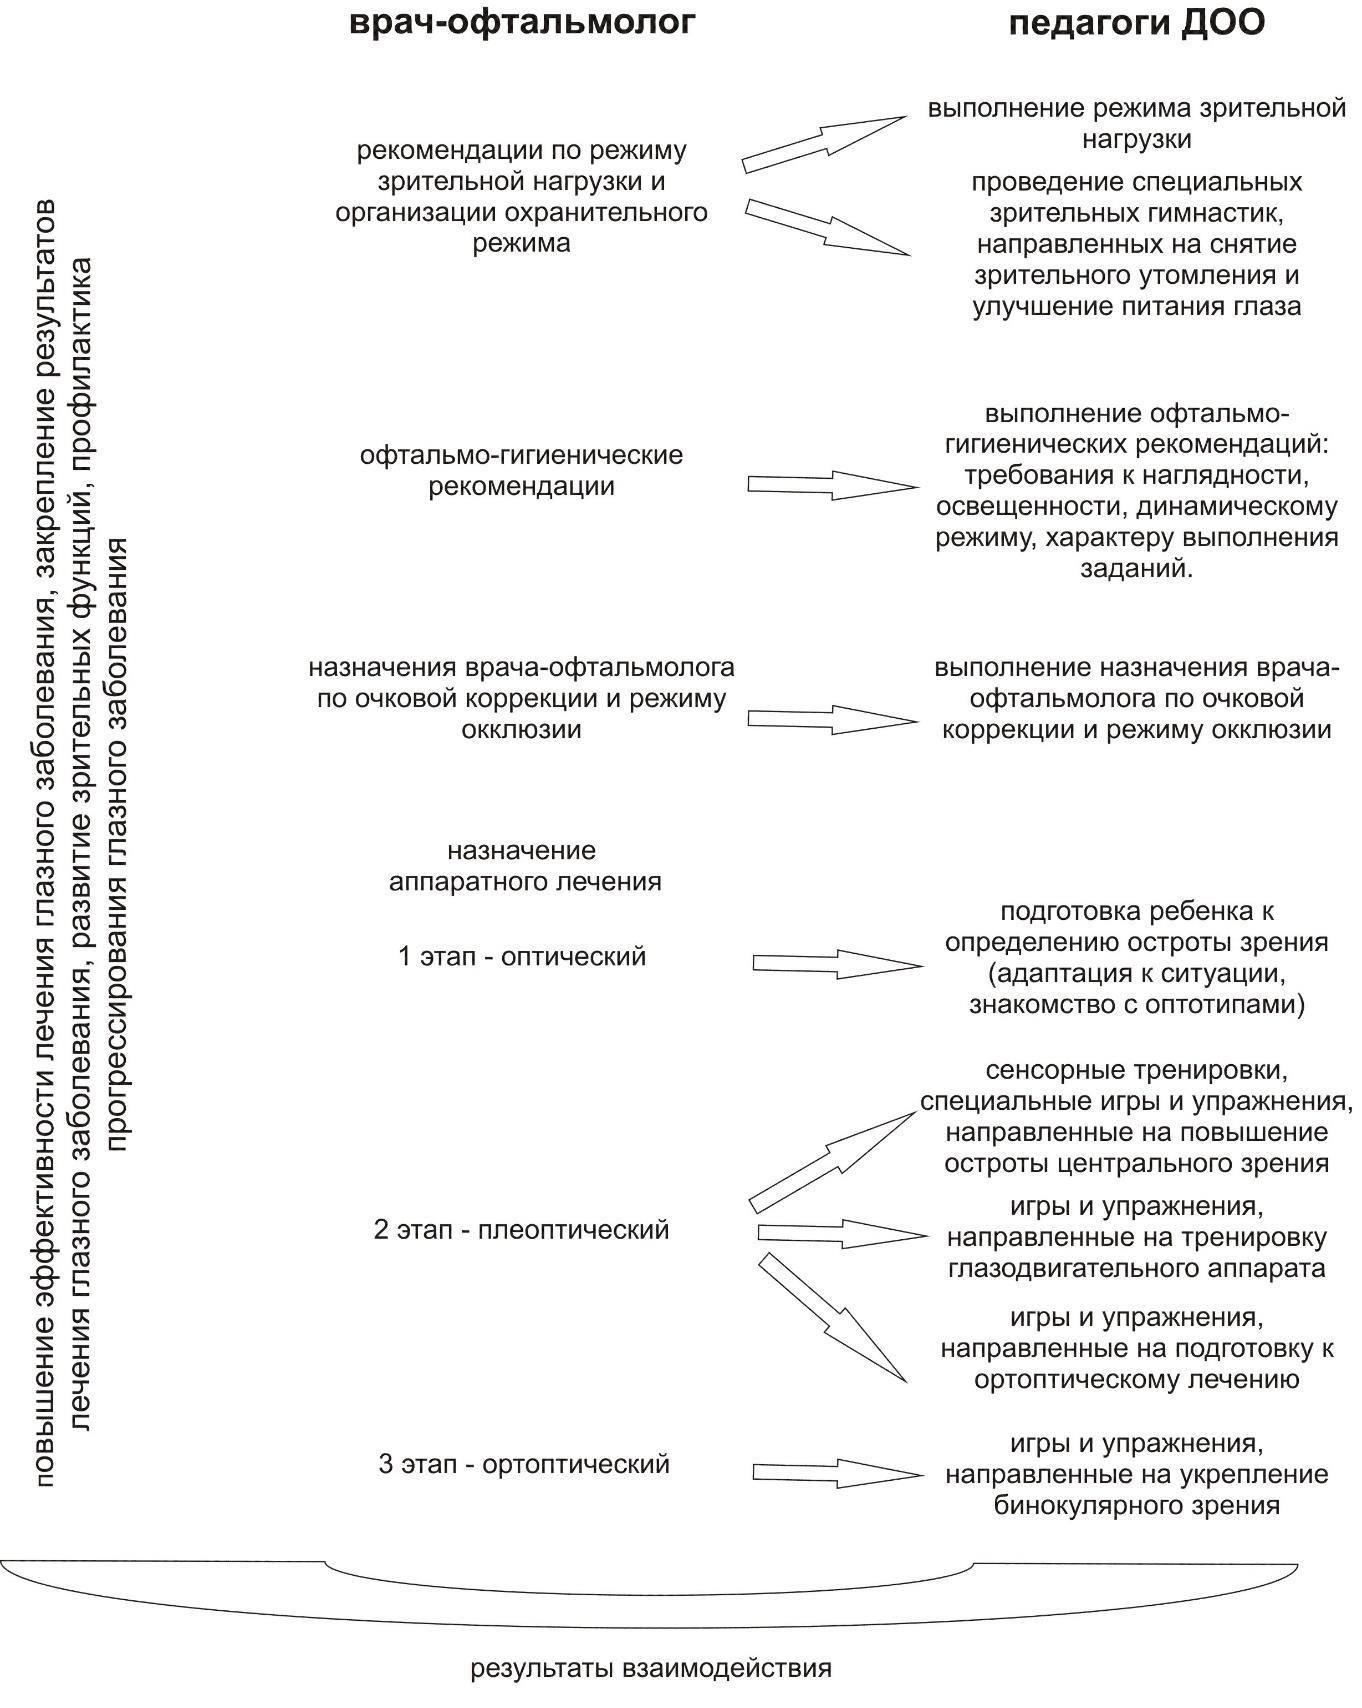 врач-офтальмолог
педагоги ДОО
рекомендации по режиму
зрительной нагрузки и
организации охранительного
режима
выполнение режима зрительной
нагрузки
проведение специальных
зрительных гимнастик,
направленных на снятие
зрительного утомления и
улучшение питания глаза
офтальмо-гигиенические
рекомендации
выполнение офтальмо-
гигиенических рекомендаций:
требования к наглядности,
освещенности, динамическому
режиму, характеру выполнения
заданий.
назначения врача-офтальмолога
по очковой коррекции и режиму
окклюзии
выполнение назначения врача-
офтальмолога по очковой
коррекции и режиму окклюзии
назначение
аппаратного лечения
1 этап - оптический
подготовка ребенка к
определению остроты зрения
(адаптация к ситуации,
знакомство с оптотипами)
2 этап - плеоптический
сенсорные тренировки,
специальные игры и упражнения,
направленные на повышение
остроты центрального зрения
игры и упражнения,
направленные на тренировку
глазодвигательного аппарата
игры и упражнения,
направленные на подготовку к
ортоптическому лечению
3 этап - ортоптический
игры и упражнения,
направленные на укрепление
бинокулярного зрения
повышение эффективности лечения глазного заболевания, закрепление результатов
лечения глазного заболевания, развитие зрительных функций, профилактика
прогрессирования глазного заболевания
результаты взаимодействия